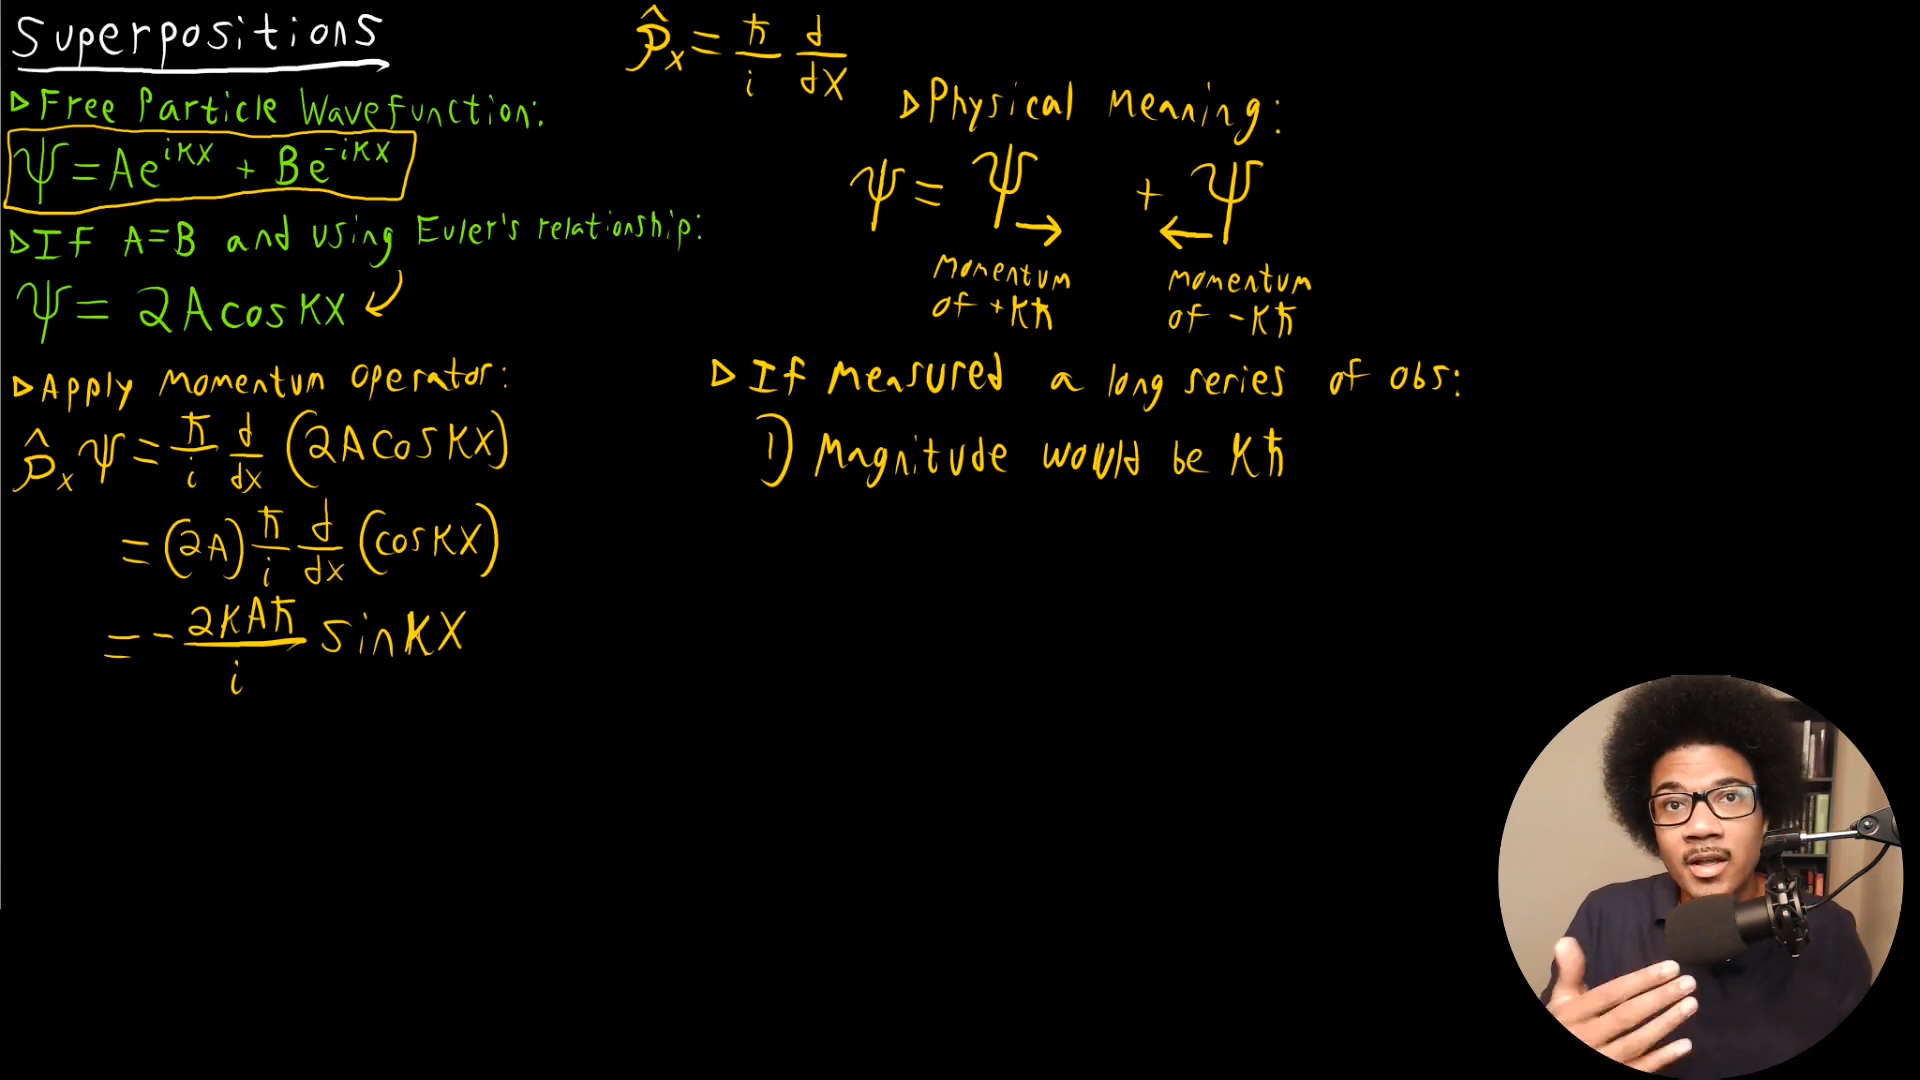 Superpositions
▷Free Particle Wavefunction:
Ψ=Ae^{iKX} + Be^{-iKX}
▷If A=B and using Euler's relationship:
Ψ= 2A cos KX
▷Apply Momentum Operator:
p̂ₓ Ψ = ħ/i d/dx (2A cos KX)
= (2A) ħ/i d/dx (cos KX)
= - 2KAħ/i sin KX
p̂ₓ = ħ/i d/dx
▷Physical Meaning:
Ψ = Ψ→ + Ψ←
Momentum of +Kħ
Momentum of -Kħ
▷If measured a long series of obs:
1) Magnitude would be Kħ